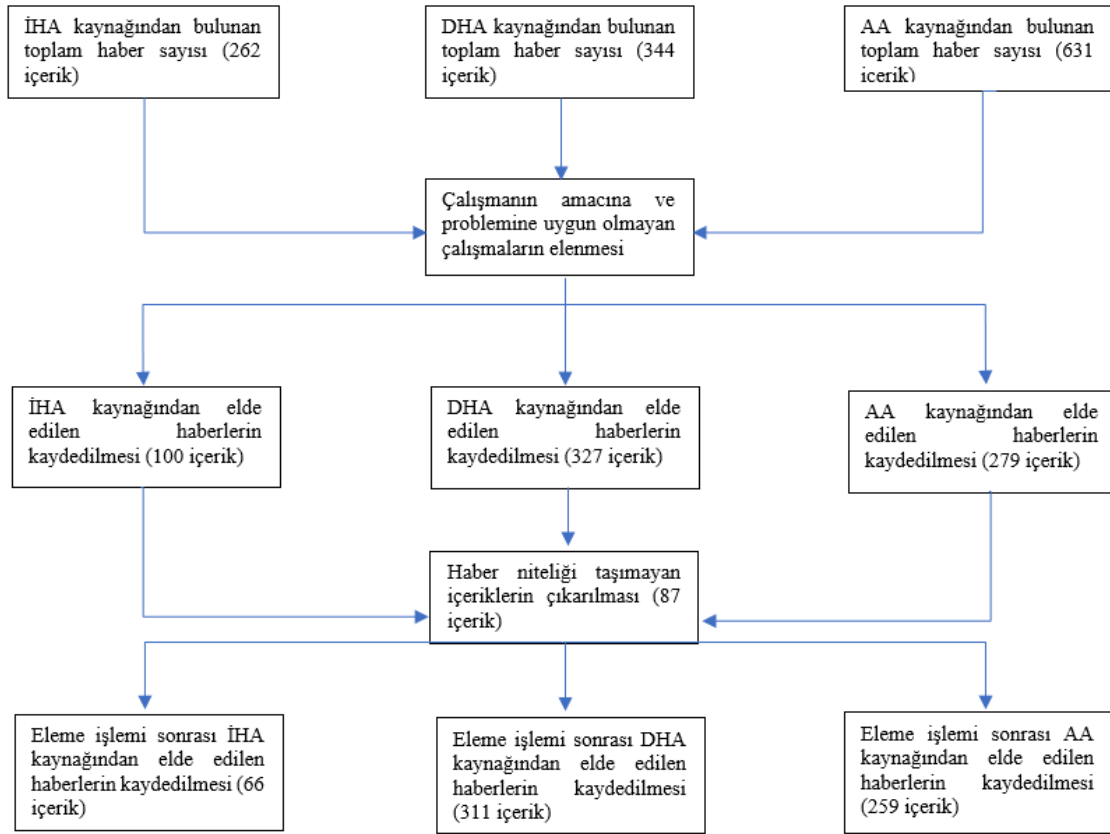 İHA kaynağından bulunan
toplam haber sayısı (262
içerik)
DHA kaynağından bulunan
toplam haber sayısı (344
içerik)
AA kaynağından bulunan
toplam haber sayısı (631
icerik)
Çalışmanın amacına ve
problemine uygun olmayan
çalışmaların elenmesi
İHA kaynağından elde
edilen haberlerin
kaydedilmesi (100 içerik)
DHA kaynağından elde
edilen haberlerin
kaydedilmesi (327 içerik)
AA kaynağından elde
edilen haberlerin
kaydedilmesi (279 içerik)
Haber niteliği taşımayan
içeriklerin çıkarılması (87
içerik)
Eleme işlemi sonrası İHA
kaynağından elde edilen
haberlerin kaydedilmesi (66
içerik)
Eleme işlemi sonrası DHA
kaynağından elde edilen
haberlerin kaydedilmesi
(311 içerik)
Eleme işlemi sonrası AA
kaynağından elde edilen
haberlerin kaydedilmesi
(259 içerik)